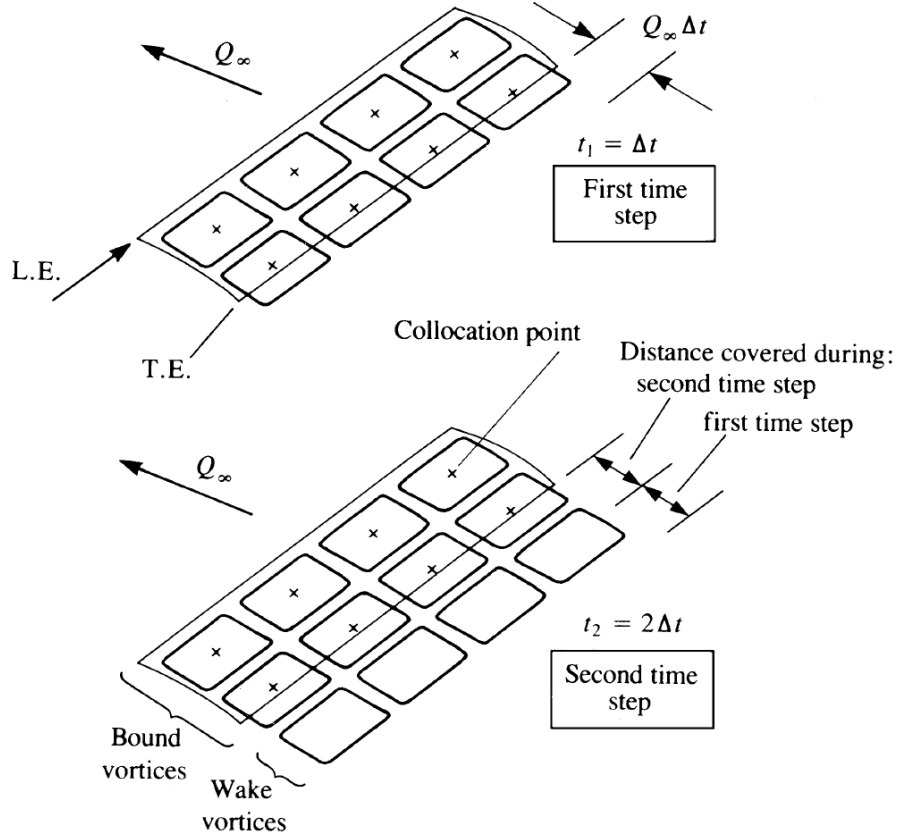 Q∞
Q∞ Δt
t₁ = Δt
First time
step
L.E.
T.E.
Collocation point
Distance covered during:
second time step
first time step
Q∞
t₂ = 2Δt
Second time
step
Bound
vortices
Wake
vortices